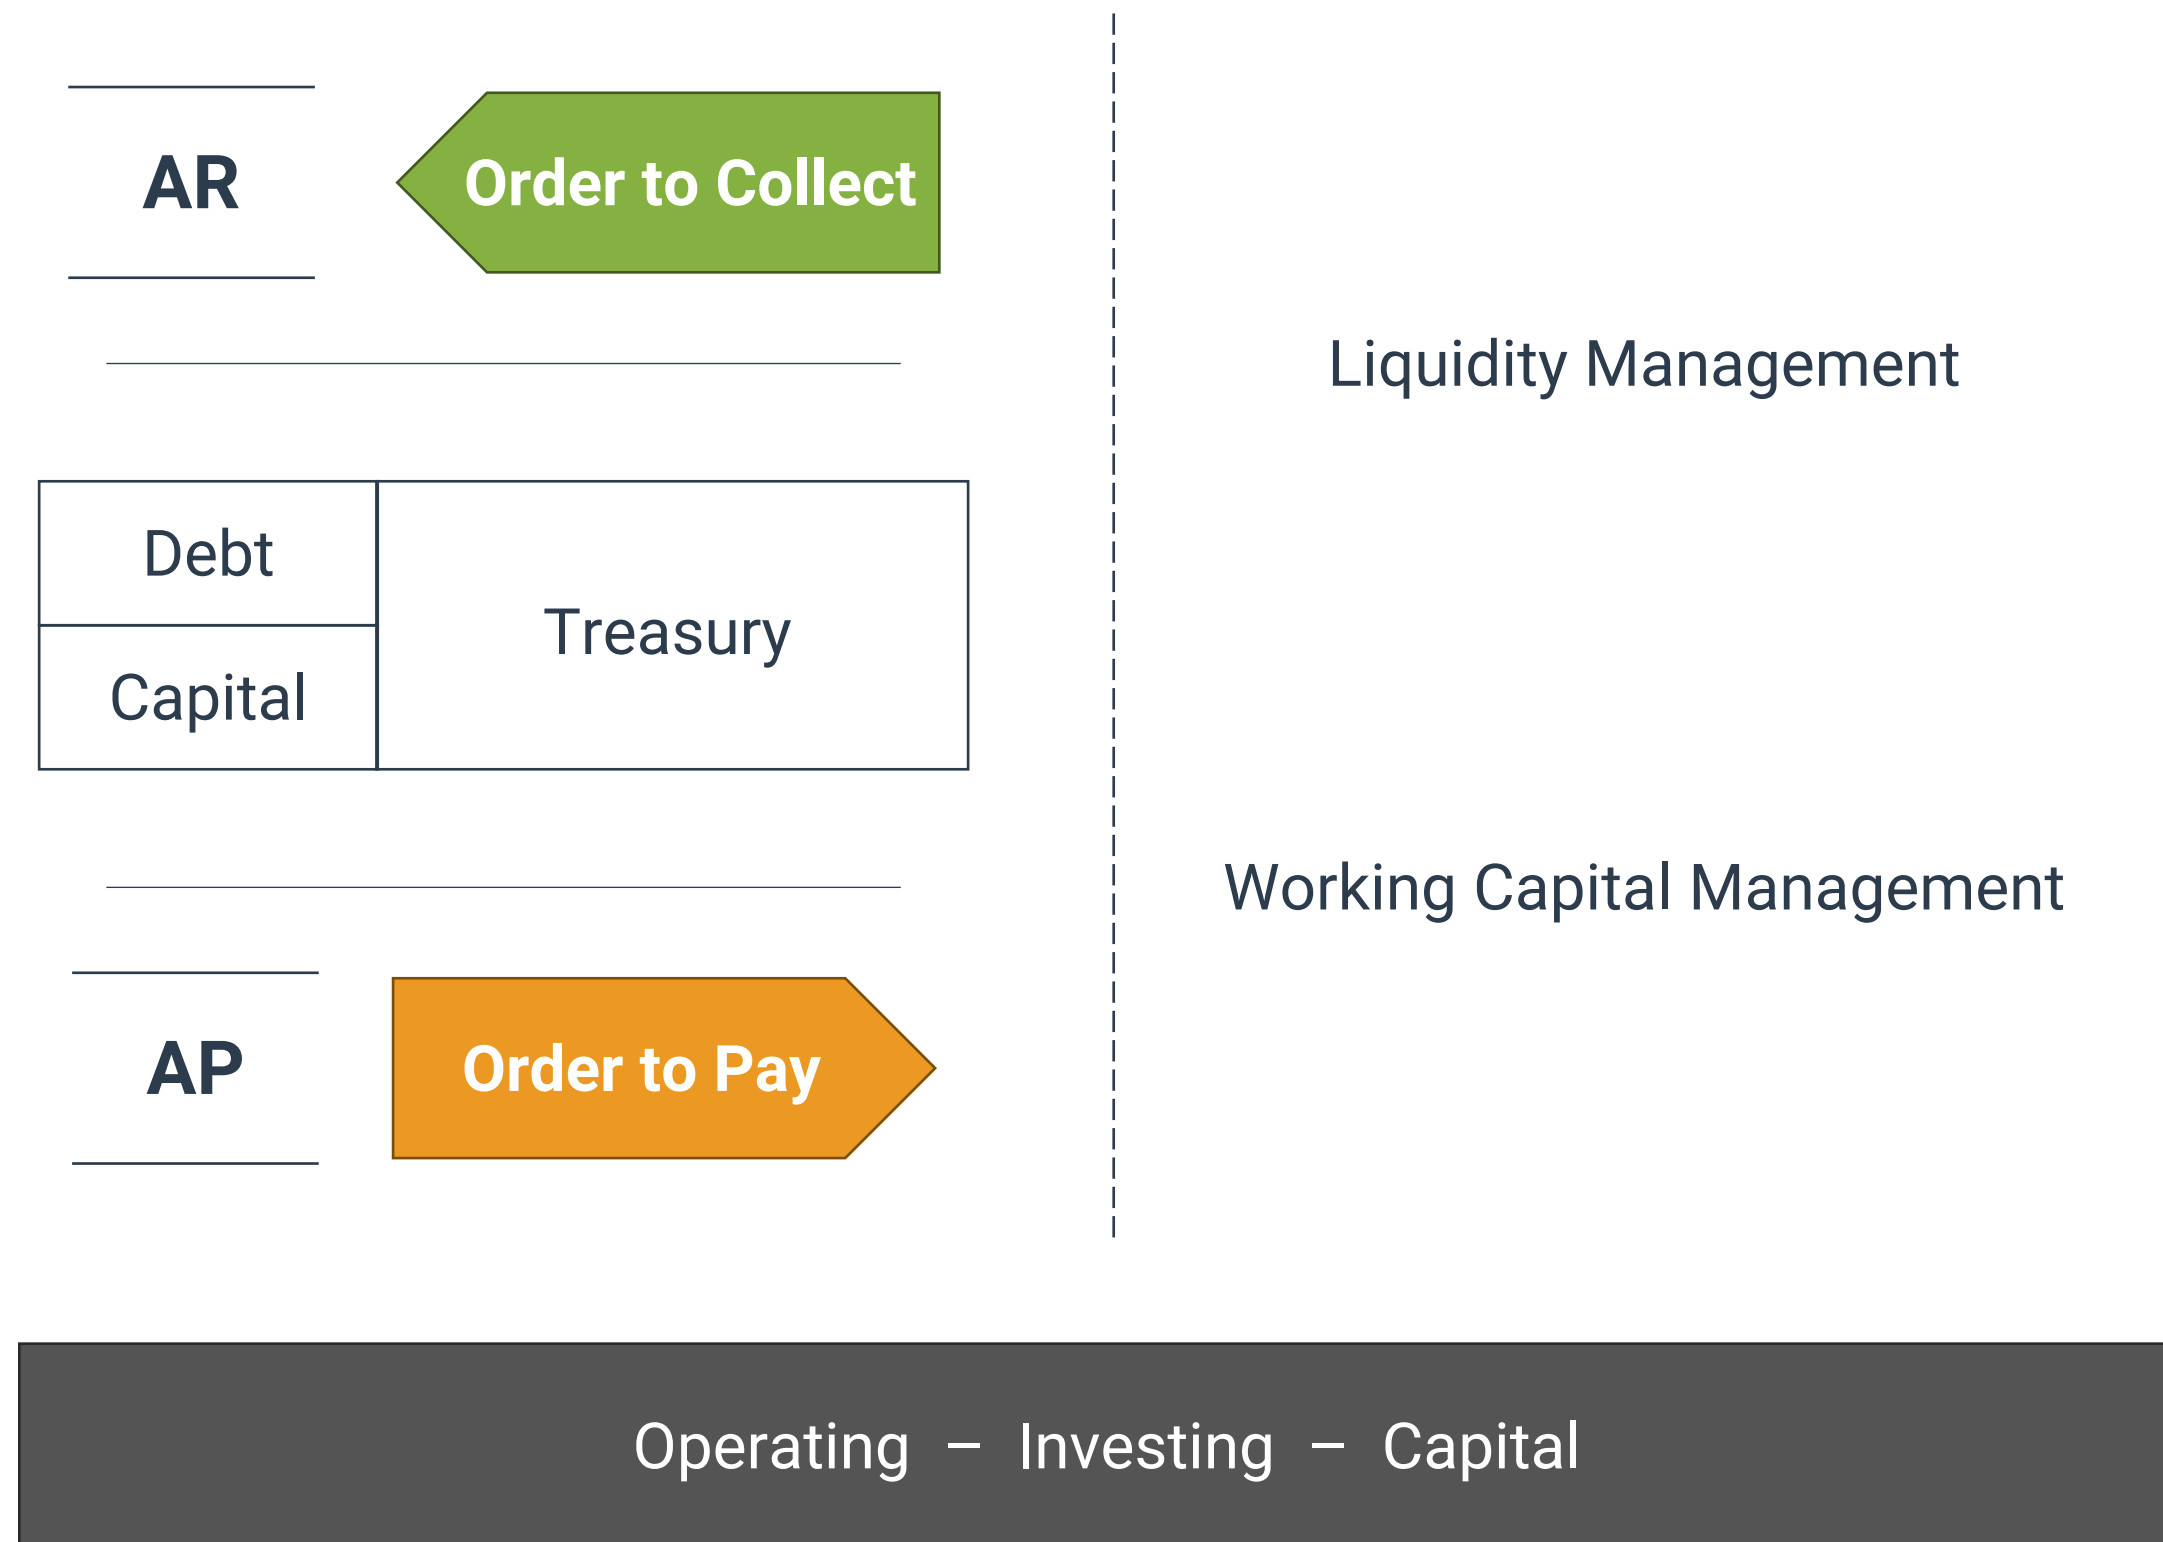 AR
Order to Collect
Liquidity Management
Debt
Treasury
Capital
Working Capital Management
AP
Order to Pay
Operating – Investing – Capital